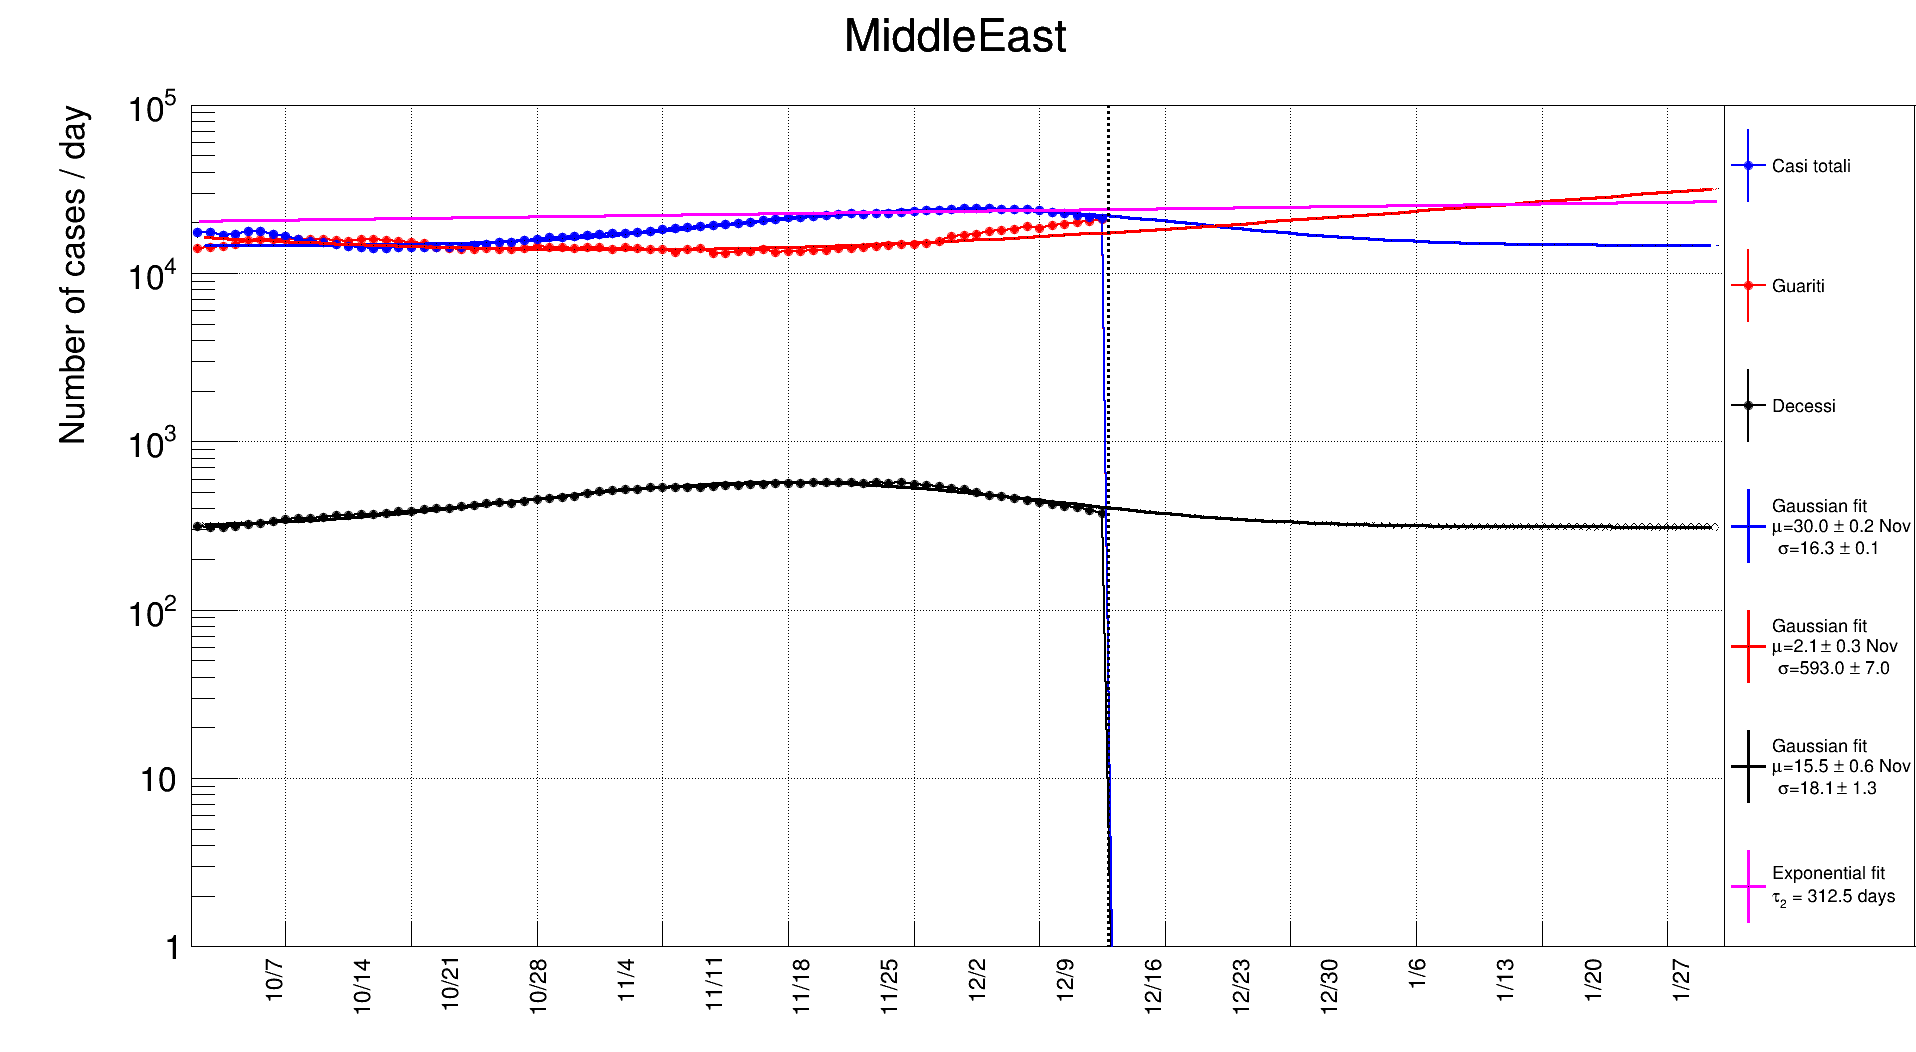 MiddleEast
Number of cases / day
10^5
10^4
10^3
10^2
10
1
10/7
10/14
10/21
10/28
11/4
11/11
11/18
11/25
12/2
12/9
12/16
12/23
12/30
1/6
1/13
1/20
1/27
Casi totali
Guariti
Decessi
Gaussian fit
μ=30.0 ± 0.2 Nov
σ=16.3 ± 0.1
Gaussian fit
μ=2.1 ± 0.3 Nov
σ=593.0 ± 7.0
Gaussian fit
μ=15.5 ± 0.6 Nov
σ=18.1 ± 1.3
Exponential fit
τ2 = 312.5 days